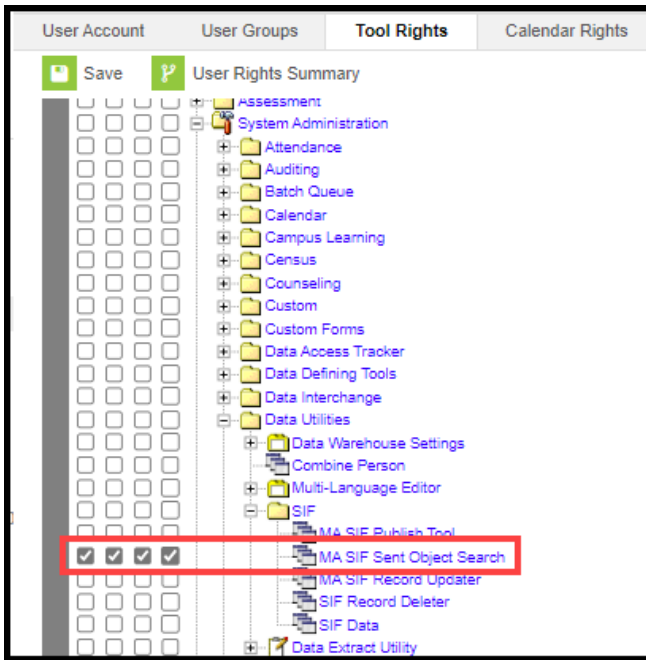 User Account User Groups Tool Rights Calendar Rights
Save User Rights Summary
Assessment
System Administration
Attendance
Auditing
Batch Queue
Calendar
Campus Learning
Census
Counseling
Custom
Custom Forms
Data Access Tracker
Data Defining Tools
Data Interchange
Data Utilities
Data Warehouse Settings
Combine Person
Multi-Language Editor
SIF
MA SIF Publish Tool
MA SIF Sent Object Search
MA SIF Record Updater
SIF Record Deleter
SIF Data
Data Extract Utility